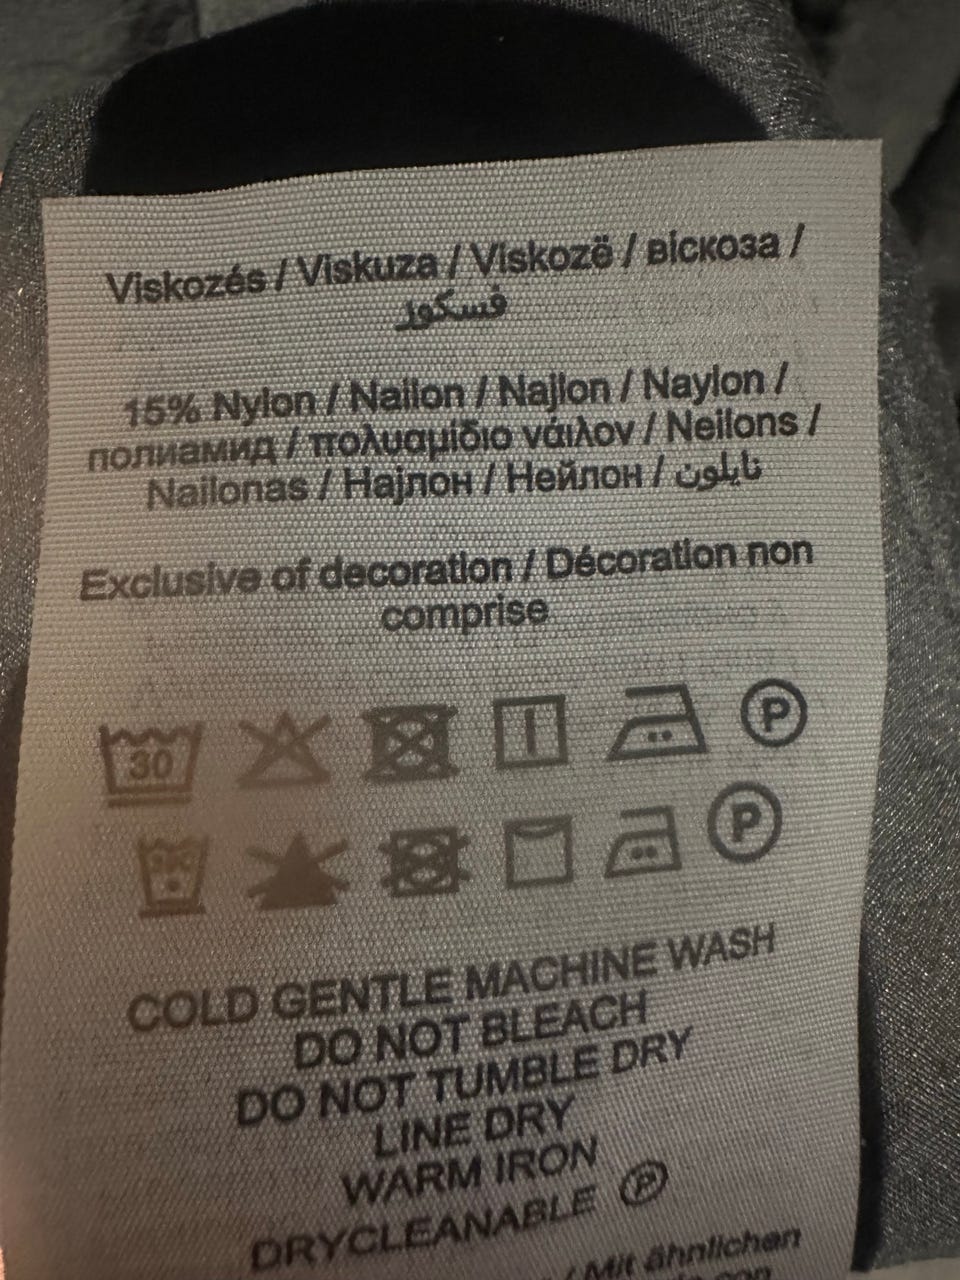 Viskozés / Viskuza / Viskozë / вíскоза /
فسكوز
15% Nylon / Nailon / Najlon / Naylon /
полиамид / πολυαμίδιο νάιλον / Neilons /
Nailonas / Најлон / Нейлон / نايلون
Exclusive of decoration / Décoration non
comprise
30 P
P
COLD GENTLE MACHINE WASH
DO NOT BLEACH
DO NOT TUMBLE DRY
LINE DRY
WARM IRON
DRYCLEANABLE P
/ Mit ähnlichen